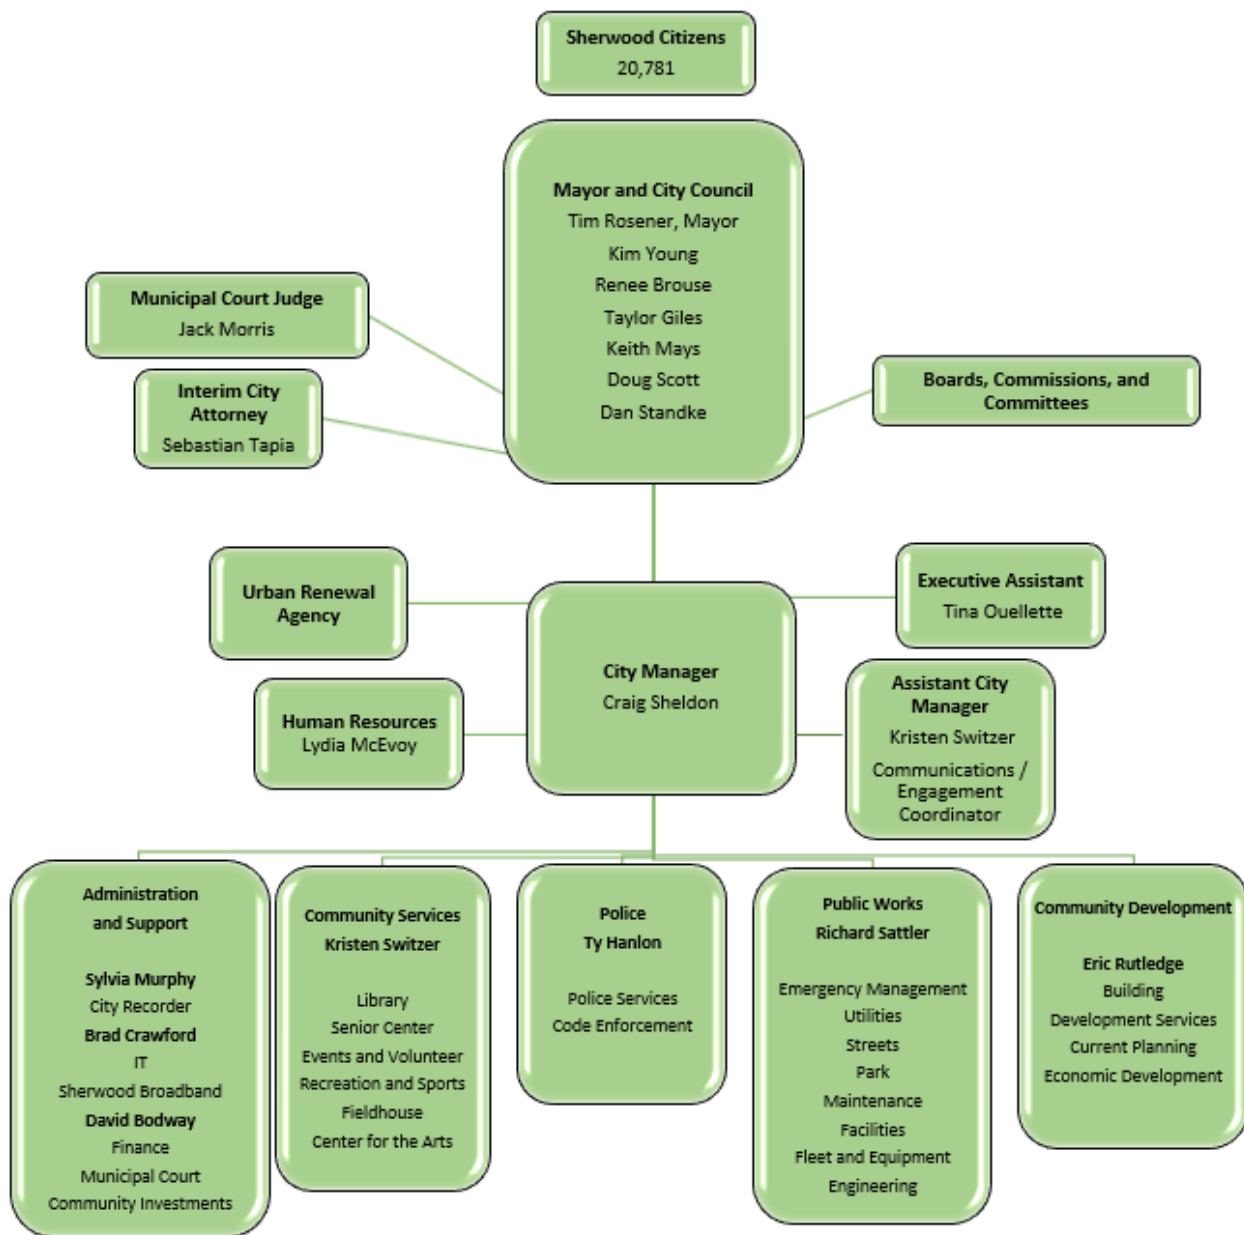 Sherwood Citizens
20,781
Mayor and City Council
Tim Rosener, Mayor
Kim Young
Renee Brouse
Taylor Giles
Keith Mays
Doug Scott
Dan Standke
Municipal Court Judge
Jack Morris
Interim City
Attorney
Sebastian Tapia
Boards, Commissions, and
Committees
Urban Renewal
Agency
Executive Assistant
Tina Ouellette
City Manager
Craig Sheldon
Human Resources
Lydia McEvoy
Assistant City
Manager
Kristen Switzer
Communications /
Engagement
Coordinator
Administration
and Support
Sylvia Murphy
City Recorder
Brad Crawford
IT
Sherwood Broadband
David Bodway
Finance
Municipal Court
Community Investments
Community Services
Kristen Switzer
Library
Senior Center
Events and Volunteer
Recreation and Sports
Fieldhouse
Center for the Arts
Police
Ty Hanlon
Police Services
Code Enforcement
Public Works
Richard Sattler
Emergency Management
Utilities
Streets
Park
Maintenance
Facilities
Fleet and Equipment
Engineering
Community Development
Eric Rutledge
Building
Development Services
Current Planning
Economic Development